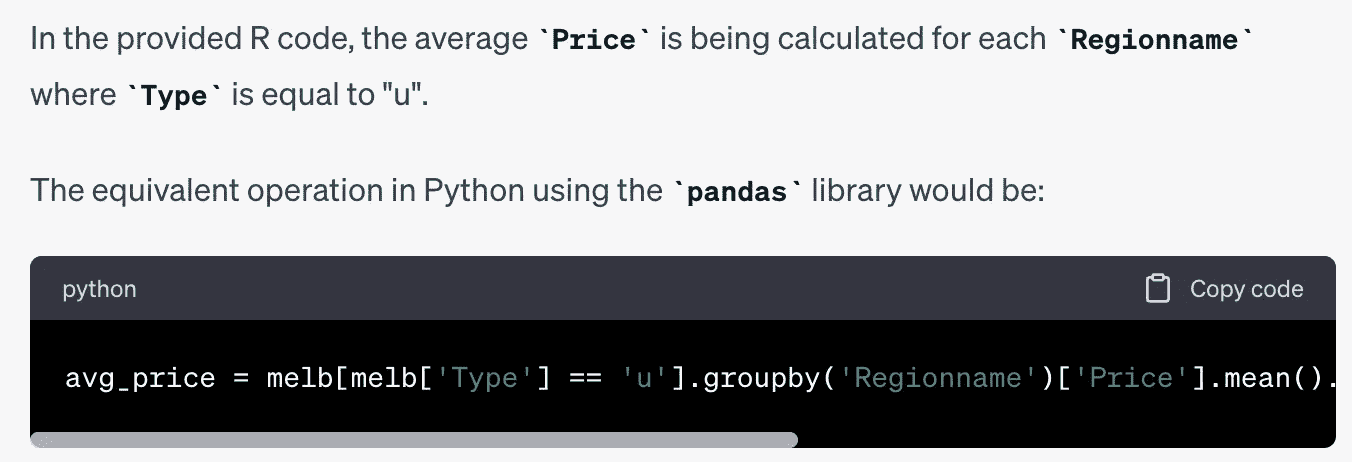 In the provided R code, the average `Price` is being calculated for each `Regionname`
where `Type` is equal to "u".
The equivalent operation in Python using the `pandas` library would be:
python
Copy code
avg_price = melb[melb['Type'] == 'u'].groupby('Regionname')['Price'].mean().